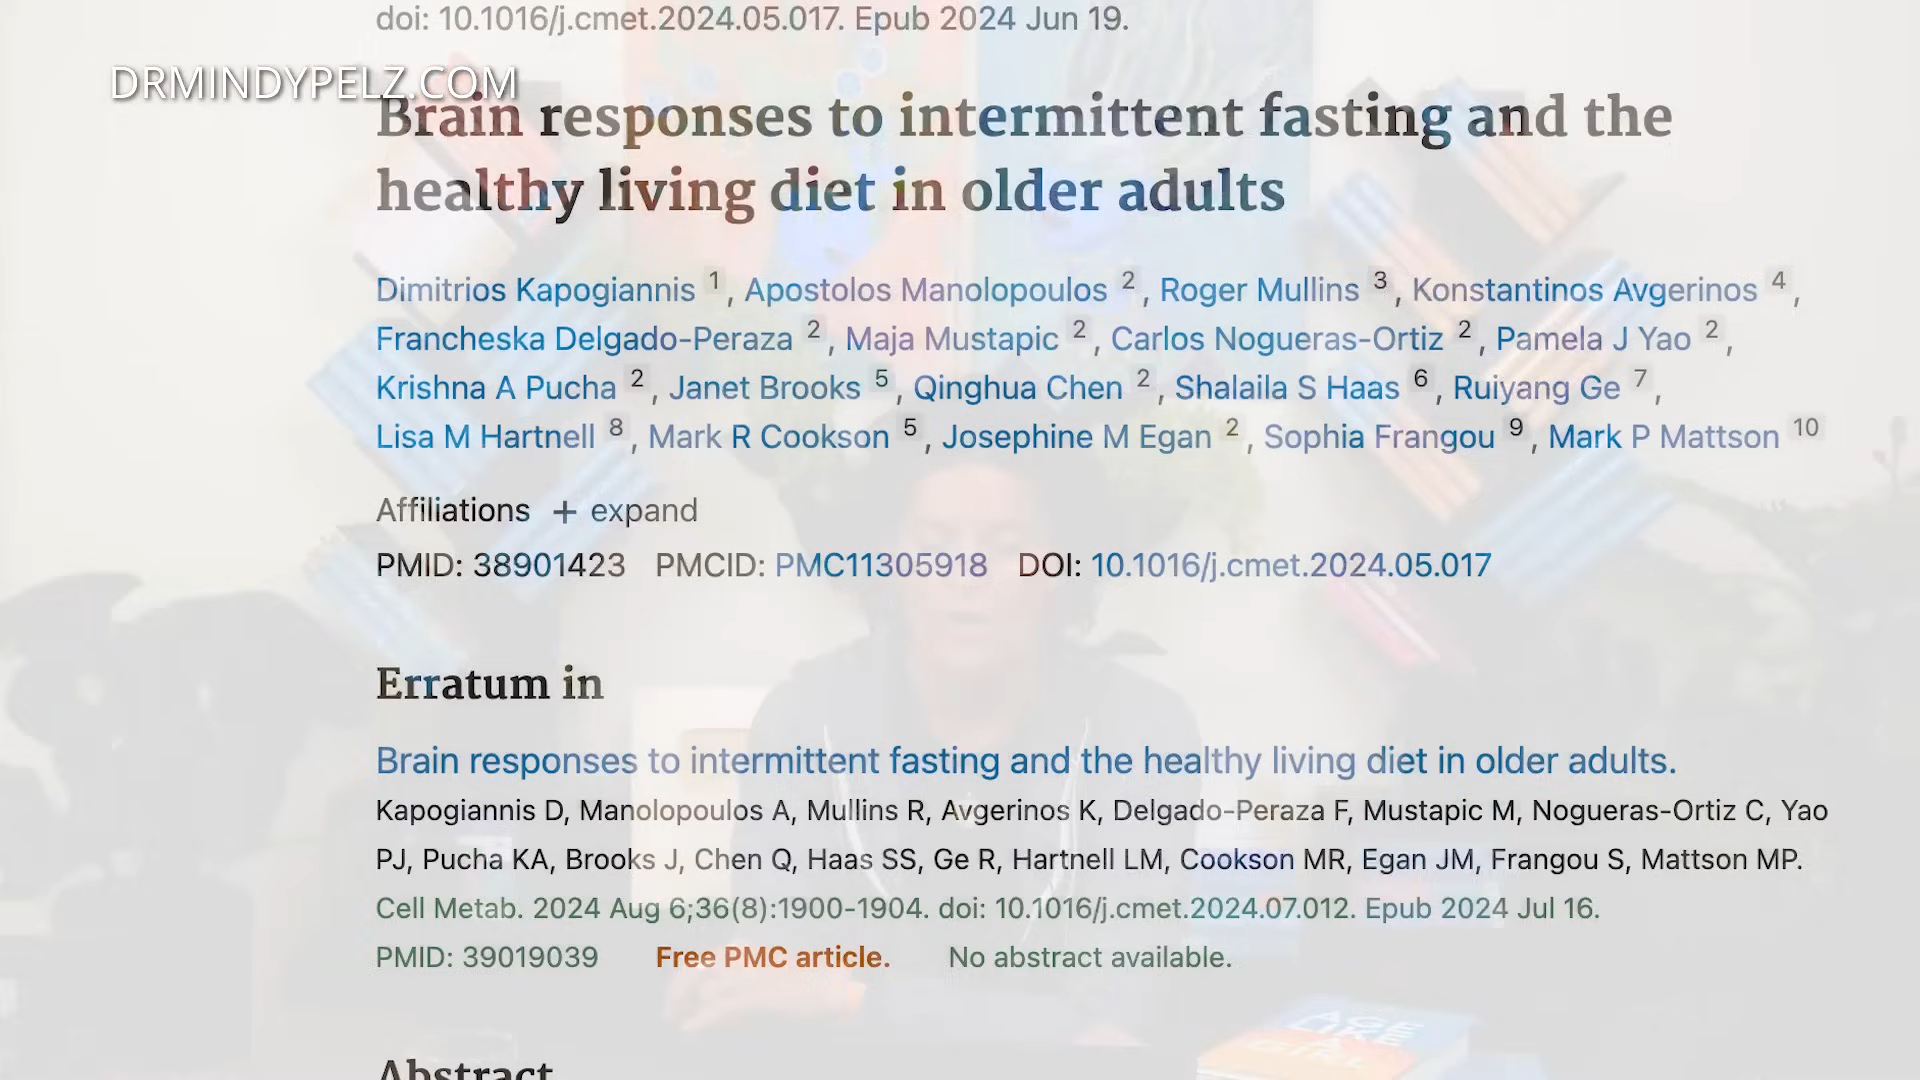 doi: 10.1016/j.cmet.2024.05.017. Epub 2024 Jun 19.
DRMINDYPELZ.COM
Brain responses to intermittent fasting and the
healthy living diet in older adults
Dimitrios Kapogiannis 1, Apostolos Manolopoulos 2, Roger Mullins 3, Konstantinos Avgerinos 4,
Francheska Delgado-Peraza 2, Maja Mustapic 2, Carlos Nogueras-Ortiz 2, Pamela J Yao 2,
Krishna A Pucha 2, Janet Brooks 5, Qinghua Chen 2, Shalaila S Haas 6, Ruiyang Ge 7,
Lisa M Hartnell 8, Mark R Cookson 5, Josephine M Egan 2, Sophia Frangou 9, Mark P Mattson 10
Affiliations + expand
PMID: 38901423 PMCID: PMC11305918 DOI: 10.1016/j.cmet.2024.05.017
Erratum in
Brain responses to intermittent fasting and the healthy living diet in older adults.
Kapogiannis D, Manolopoulos A, Mullins R, Avgerinos K, Delgado-Peraza F, Mustapic M, Nogueras-Ortiz C, Yao
PJ, Pucha KA, Brooks J, Chen Q, Haas SS, Ge R, Hartnell LM, Cookson MR, Egan JM, Frangou S, Mattson MP.
Cell Metab. 2024 Aug 6;36(8):1900-1904. doi: 10.1016/j.cmet.2024.07.012. Epub 2024 Jul 16.
PMID: 39019039 Free PMC article. No abstract available.
AGE
LIKE
A
GIRL
Abstract